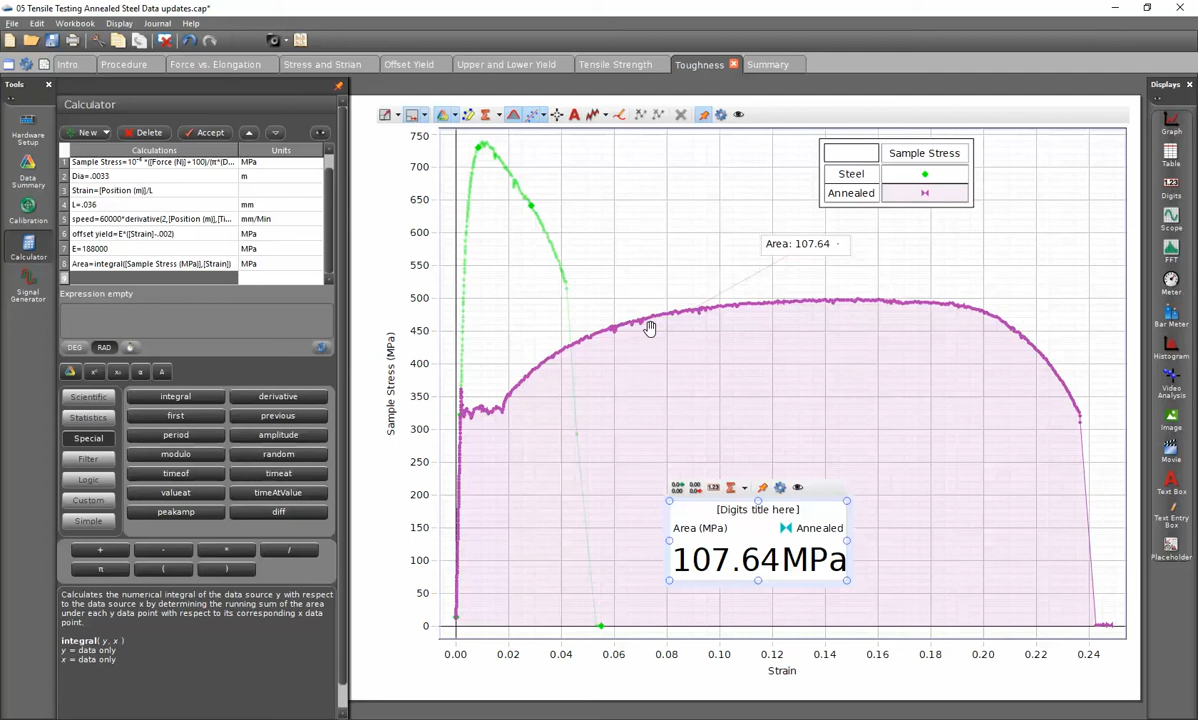 05 Tensile Testing Annealed Steel Data updates.cap*
File Edit Workbook Display Journal Help
Intro Procedure Force vs. Elongation Stress and Strian Offset Yield Upper and Lower Yield Tensile Strength Toughness Summary
Tools
Hardware
Setup
Data
Summary
Calibration
Calculator
Signal
Generator
Calculator
New Delete Accept
Calculations Units
1 Sample Stress=10⁻⁶*([Force (N)]+100)/(π*(D... MPa
2 Dia=.0033 m
3 Strain=[Position (m)]/L
4 L=.036 mm
5 speed=60000*derivative(2,[Position (m)],[Ti... mm/Min
6 offset yield=E*([Strain]-.002) MPa
7 E=188000 MPa
8 Area=integral([Sample Stress (MPa)],[Strain]) MPa
9
Expression empty
DEG RAD
Scientific
Statistics
Special
Filter
Logic
Custom
Simple
integral derivative
first previous
period amplitude
modulo random
timeof timeat
valueat timeAtValue
peakamp diff
+ - * /
π ( )
Calculates the numerical integral of the data source y with respect
to the data source x by determining the running sum of the area
under each y data point with respect to its corresponding x data
point.
integral( y, x )
y = data only
x = data only
Sample Stress (MPa)
750
700
650
600
550
500
450
400
350
300
250
200
150
100
50
0
0.00 0.02 0.04 0.06 0.08 0.10 0.12 0.14 0.16 0.18 0.20 0.22 0.24
Strain
Sample Stress
Steel
Annealed
Area: 107.64
[Digits title here]
Area (MPa) Annealed
107.64MPa
Displays
Graph
Table
1.23
Digits
Scope
FFT
Meter
Bar Meter
Histogram
Video
Analysis
Image
Movie
Text Box
Text Entry
Box
Placeholder